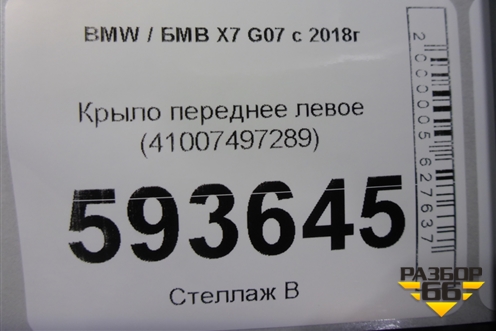 BMW / БМВ X7 G07 с 2018г
Крыло переднее левое
(41007497289)
593645
Стеллаж В
2000005627637
РАЗБОР
66